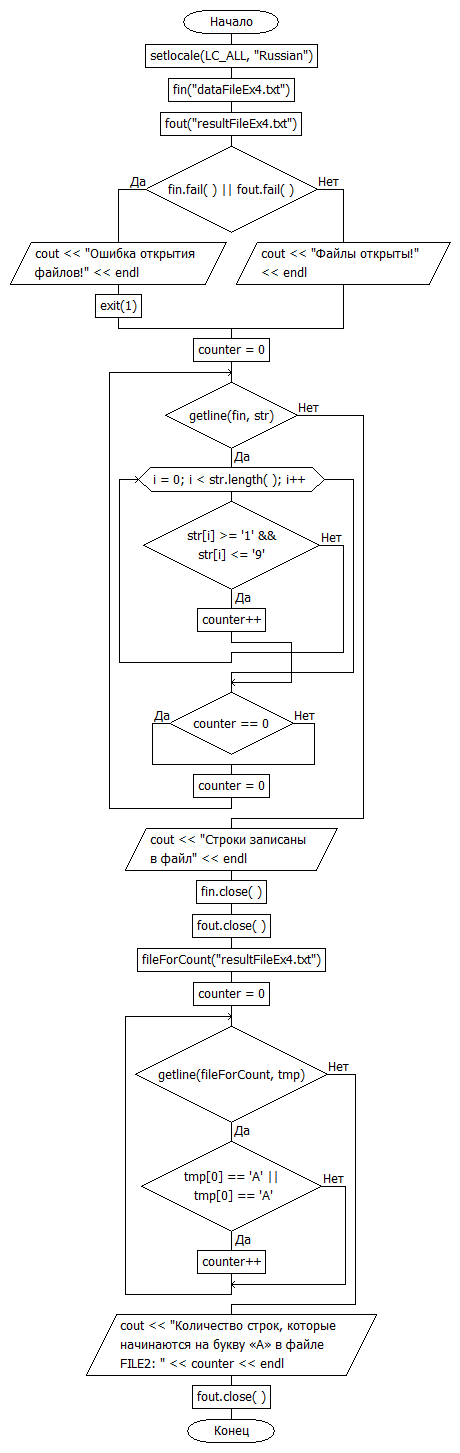 Начало
setlocale(LC_ALL, "Russian")
fin("dataFileEx4.txt")
fout("resultFileEx4.txt")
Да
Нет
fin.fail( ) || fout.fail( )
cout << "Ошибка открытия
файлов!" << endl
cout << "Файлы открыты!"
<< endl
exit(1)
counter = 0
Нет
getline(fin, str)
Да
i = 0; i < str.length( ); i++
str[i] >= '1' &&
str[i] <= '9'
Нет
Да
counter++
Да
Нет
counter == 0
counter = 0
cout << "Строки записаны
в файл" << endl
fin.close( )
fout.close( )
fileForCount("resultFileEx4.txt")
counter = 0
Нет
getline(fileForCount, tmp)
Да
tmp[0] == 'A' ||
tmp[0] == 'А'
Нет
Да
counter++
cout << "Количество строк, которые
начинаются на букву «А» в файле
FILE2: " << counter << endl
fout.close( )
Конец